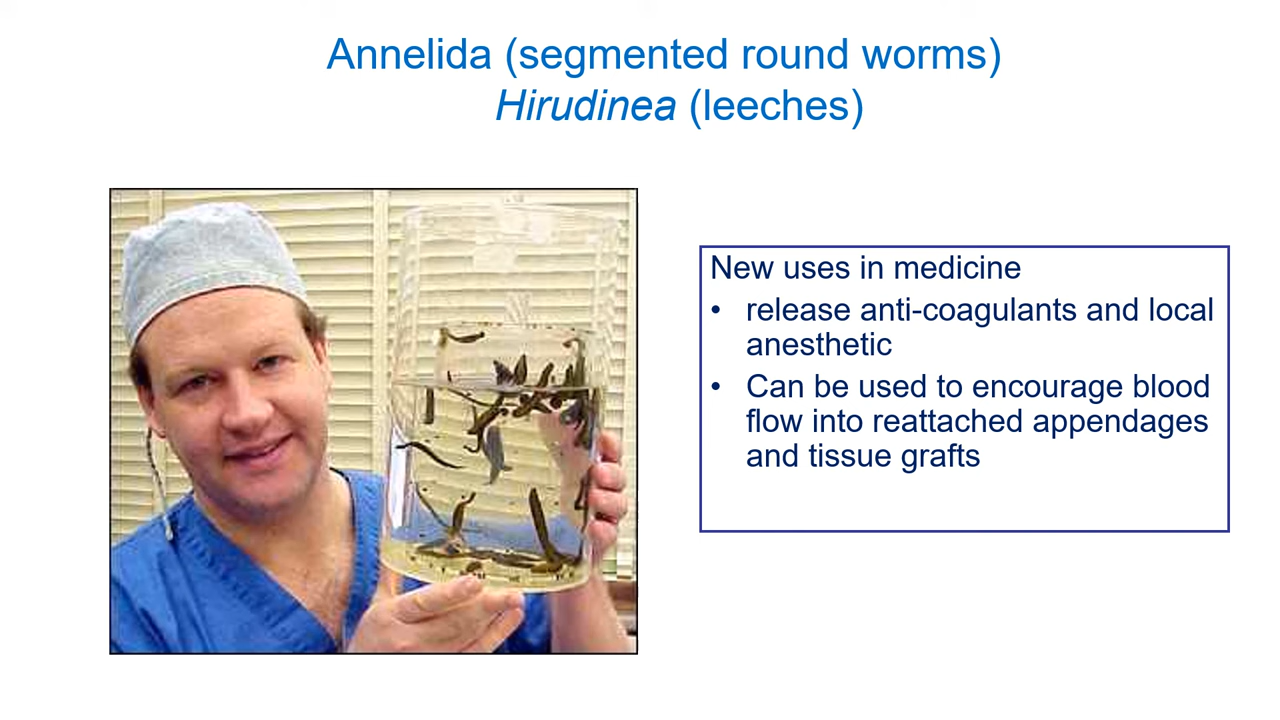 Annelida (segmented round worms)
Hirudinea (leeches)
New uses in medicine
• release anti-coagulants and local
anesthetic
• Can be used to encourage blood
flow into reattached appendages
and tissue grafts